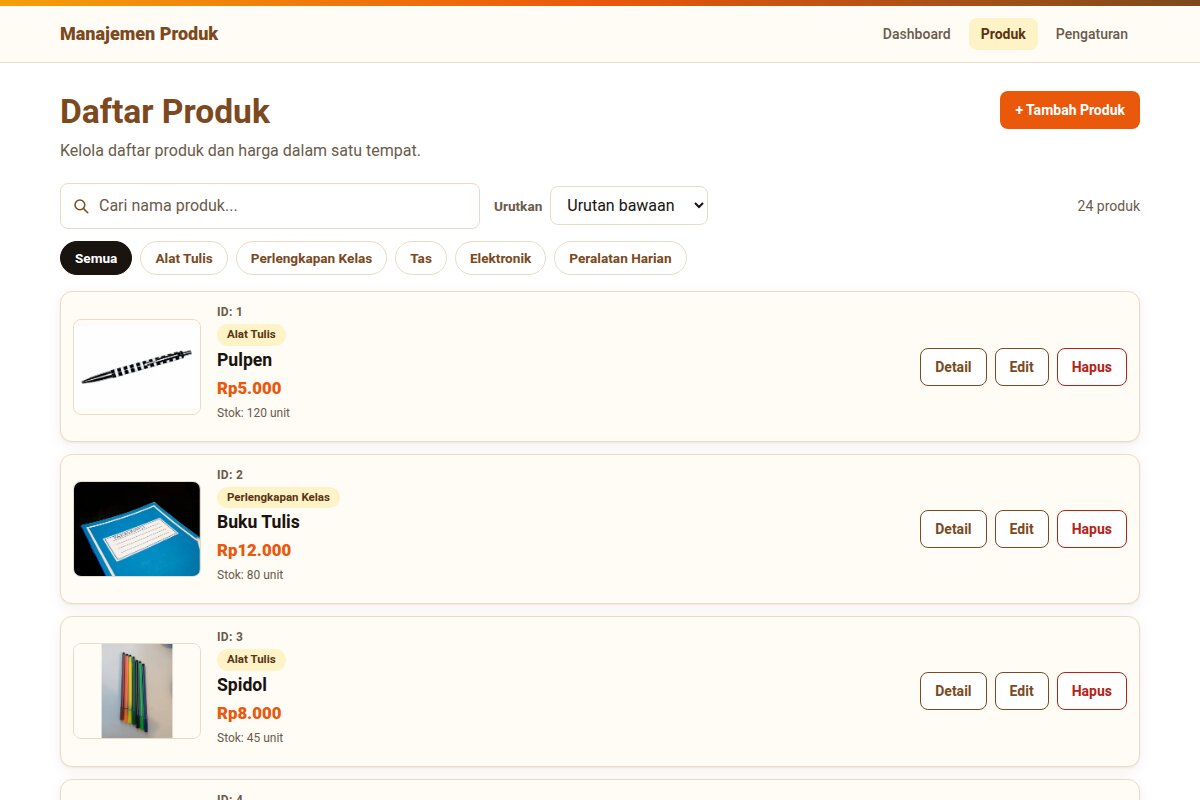 Manajemen Produk
Dashboard
Produk
Pengaturan
Daftar Produk
+ Tambah Produk
Kelola daftar produk dan harga dalam satu tempat.
Cari nama produk...
Urutkan
Urutan bawaan
24 produk
Semua
Alat Tulis
Perlengkapan Kelas
Tas
Elektronik
Peralatan Harian
ID: 1
Alat Tulis
Pulpen
Rp5.000
Stok: 120 unit
Detail
Edit
Hapus
ID: 2
Perlengkapan Kelas
Buku Tulis
Rp12.000
Stok: 80 unit
Detail
Edit
Hapus
ID: 3
Alat Tulis
Spidol
Rp8.000
Stok: 45 unit
Detail
Edit
Hapus
ID: 4